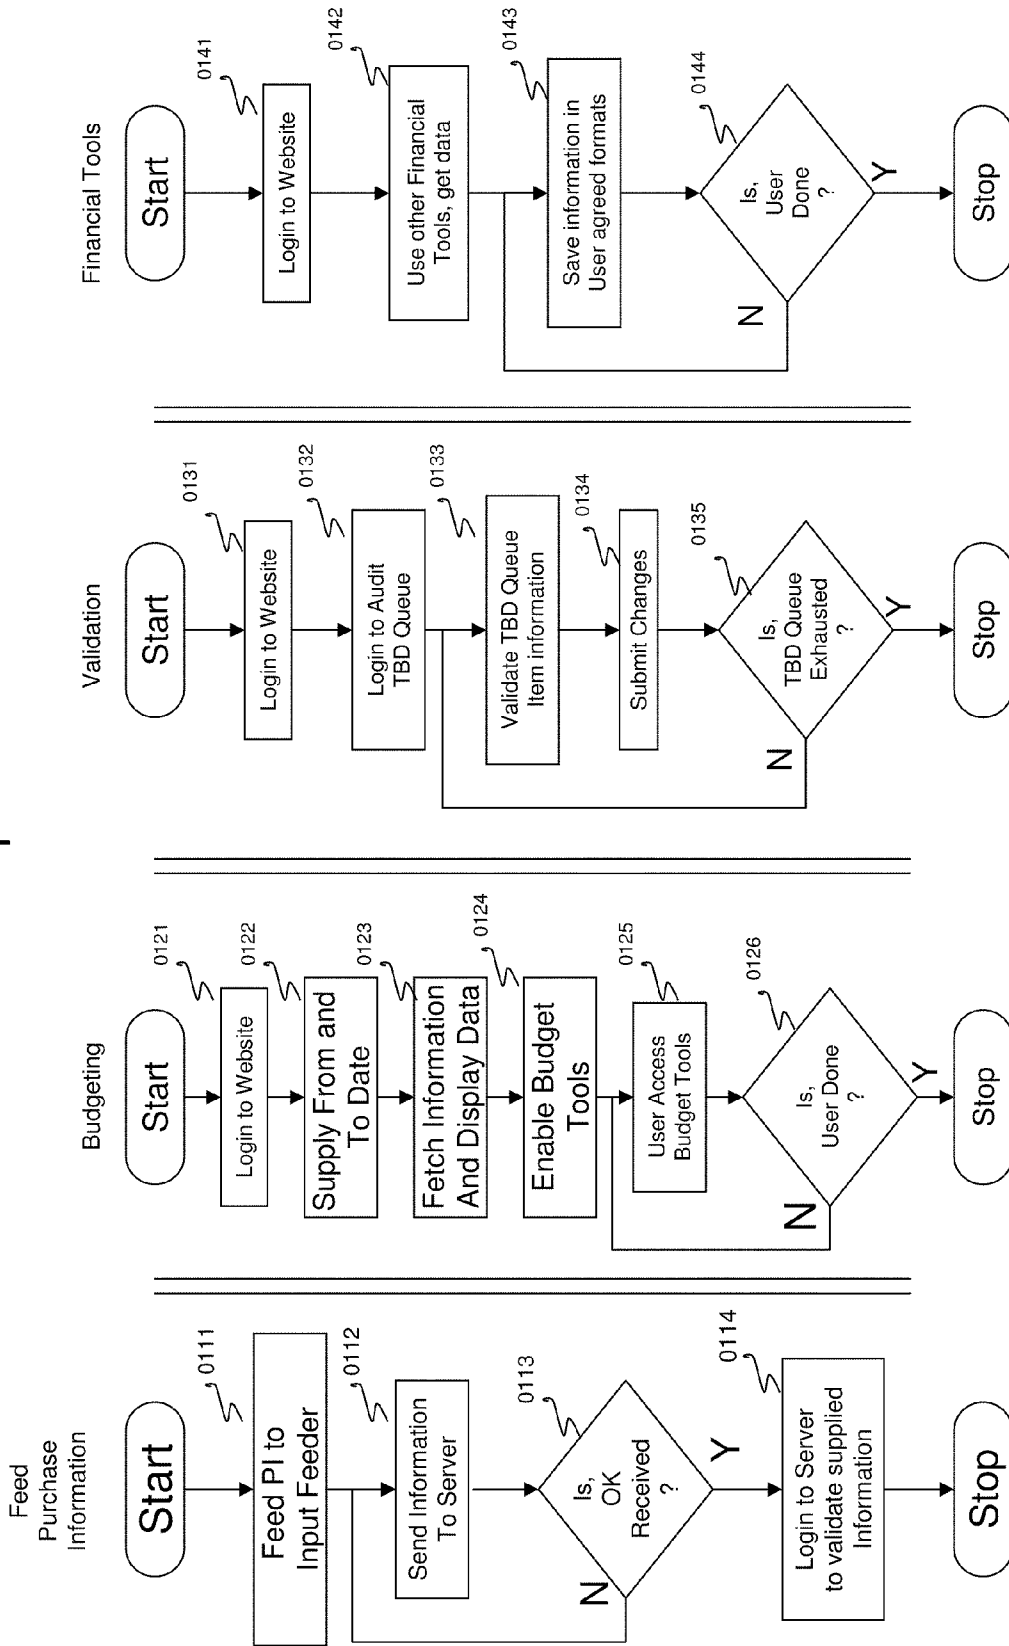 Feed
Purchase
Information
Start
0111
Feed PI to
Input Feeder
0112
Send Information
To Server
0113
Is,
OK
Received
?
N
Y
0114
Login to Server
to validate supplied
Information
Stop
Budgeting
Start
0121
Login to Website
0122
Supply From and
To Date
0123
Fetch Information
And Display Data
0124
Enable Budget
Tools
0125
User Access
Budget Tools
0126
Is,
User Done
?
N
Y
Stop
Validation
Start
0131
Login to Website
0132
Login to Audit
TBD Queue
0133
Validate TBD Queue
Item information
0134
Submit Changes
0135
Is,
TBD Queue
Exhausted
?
N
Y
Stop
Financial Tools
Start
0141
Login to Website
0142
Use other Financial
Tools, get data
0143
Save information in
User agreed formats
0144
Is,
User
Done
?
N
Y
Stop